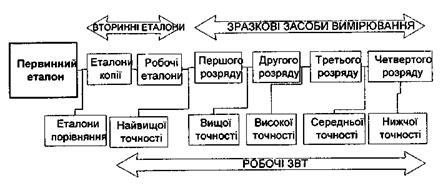 ВТОРИННІ ЕТАЛОНИ
ЗРАЗКОВІ ЗАСОБИ ВИМІРЮВАННЯ
Первинний
еталон
Еталони
копії
Робочі
еталони
Першого
розряду
Другого
розряду
Третього
розряду
Четвертого
розряду
Еталони
порівняння
Найвищої
точності
Вищої
точності
Високої
точності
Середньої
точності
Нижчої
точності
РОБОЧІ ЗВТ